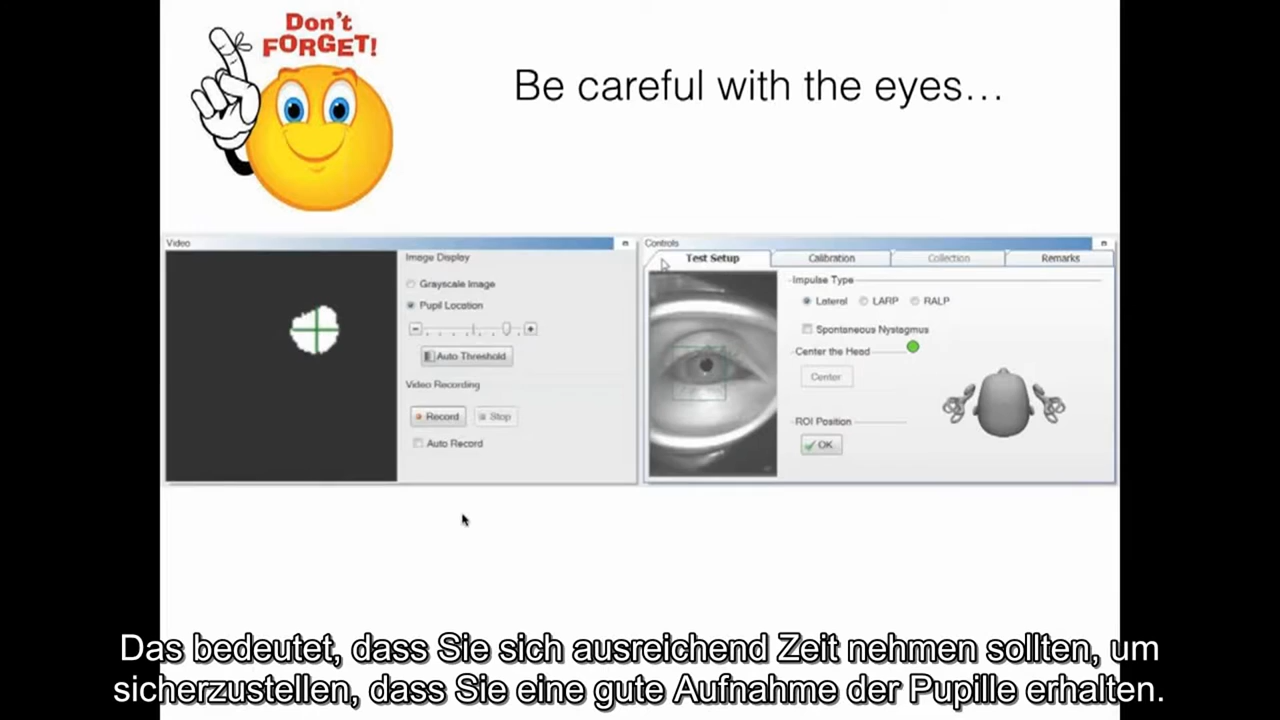 Don't
FORGET!
Be careful with the eyes...
Video
Image Display
Grayscale Image
Pupil Location
Auto Threshold
Video Recording
Record
Stop
Auto Record
Controls
Test Setup
Calibration
Collection
Remarks
Impulse Type
Lateral
LARP
RALP
Spontaneous Nystagmus
Center the Head
Center
ROI Position
OK
Das bedeutet, dass Sie sich ausreichend Zeit nehmen sollten, um
sicherzustellen, dass Sie eine gute Aufnahme der Pupille erhalten.